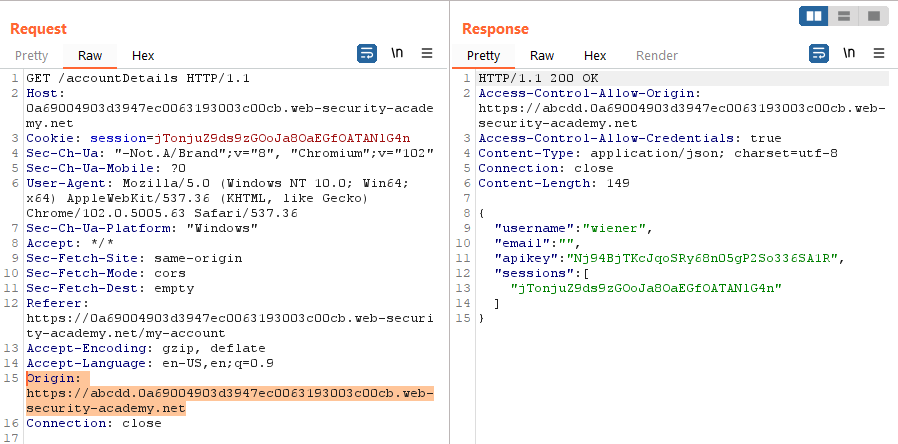 Request
Pretty Raw Hex \n
1 GET /accountDetails HTTP/1.1
2 Host:
0a69004903d3947ec0063193003c00cb.web-security-acade
my.net
3 Cookie: session=jTonjuZ9ds9zGOoJa8OaEGfOATAN1G4n
4 Sec-Ch-Ua: "-Not.A/Brand";v="8", "Chromium";v="102"
5 Sec-Ch-Ua-Mobile: ?0
6 User-Agent: Mozilla/5.0 (Windows NT 10.0; Win64;
x64) AppleWebKit/537.36 (KHTML, like Gecko)
Chrome/102.0.5005.63 Safari/537.36
7 Sec-Ch-Ua-Platform: "Windows"
8 Accept: */*
9 Sec-Fetch-Site: same-origin
10 Sec-Fetch-Mode: cors
11 Sec-Fetch-Dest: empty
12 Referer:
https://0a69004903d3947ec0063193003c00cb.web-securi
ty-academy.net/my-account
13 Accept-Encoding: gzip, deflate
14 Accept-Language: en-US,en;q=0.9
15 Origin:
https://abcdd.0a69004903d3947ec0063193003c00cb.web-
security-academy.net
16 Connection: close
17
Response
Pretty Raw Hex Render \n
1 HTTP/1.1 200 OK
2 Access-Control-Allow-Origin:
https://abcdd.0a69004903d3947ec0063193003c00cb.web-
security-academy.net
3 Access-Control-Allow-Credentials: true
4 Content-Type: application/json; charset=utf-8
5 Connection: close
6 Content-Length: 149
7
8 {
9 "username":"wiener",
10 "email":"",
11 "apikey":"Nj94BjTKcJqoSRy68nO5gP2So336SA1R",
12 "sessions":[
13 "jTonjuZ9ds9zGOoJa8OaEGfOATAN1G4n"
14 ]
15 }